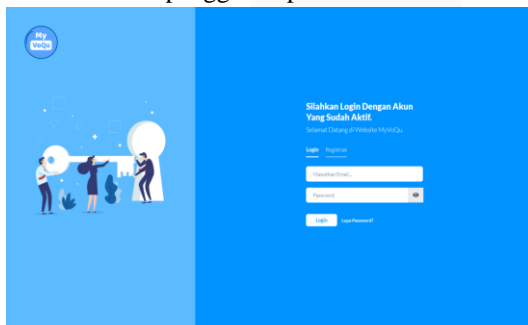 My
VoQu
Silahkan Login Dengan Akun
Yang Sudah Aktif.
Selamat Datang di Website MyVoQu.
Login Registrasi
Masukkan Email...
Password
Login Lupa Password?